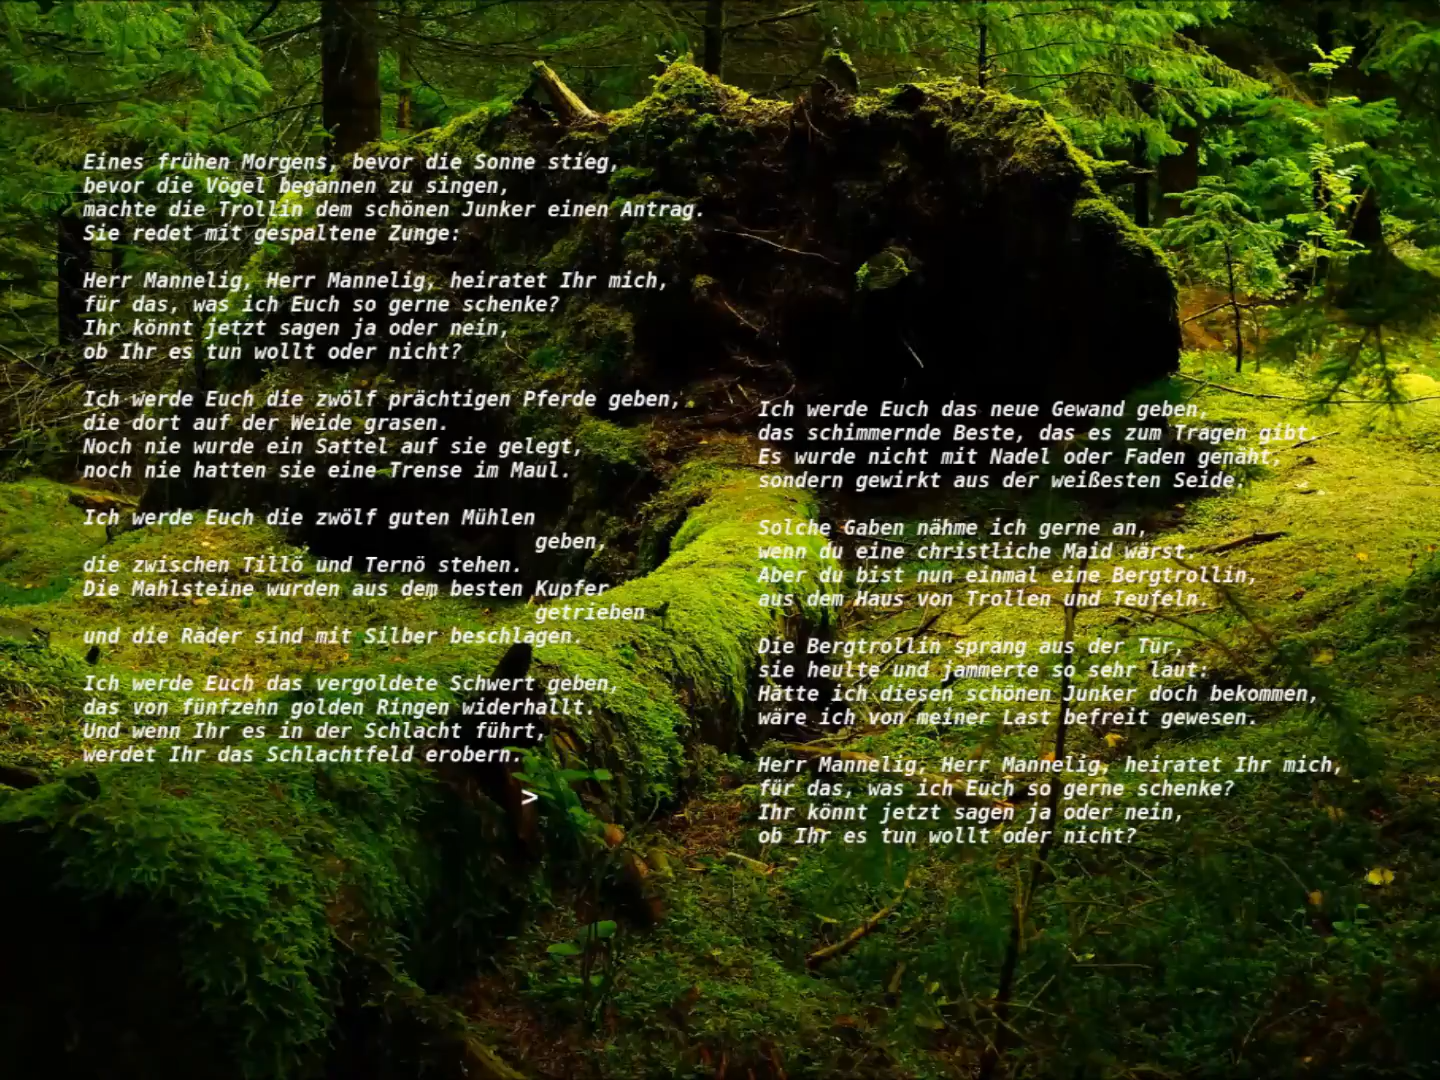 Eines frühen Morgens, bevor die Sonne stieg,
bevor die Vögel begannen zu singen,
machte die Trollin dem schönen Junker einen Antrag.
Sie redet mit gespaltene Zunge:
Herr Mannelig, Herr Mannelig, heiratet Ihr mich,
für das, was ich Euch so gerne schenke?
Ihr könnt jetzt sagen ja oder nein,
ob Ihr es tun wollt oder nicht?
Ich werde Euch die zwölf prächtigen Pferde geben,
die dort auf der Weide grasen.
Noch nie wurde ein Sattel auf sie gelegt,
noch nie hatten sie eine Trense im Maul.
Ich werde Euch die zwölf guten Mühlen
geben,
die zwischen Tillö und Ternö stehen.
Die Mahlsteine wurden aus dem besten Kupfer
getrieben
und die Räder sind mit Silber beschlagen.
Ich werde Euch das vergoldete Schwert geben,
das von fünfzehn golden Ringen widerhallt.
Und wenn Ihr es in der Schlacht führt,
werdet Ihr das Schlachtfeld erobern.
>
Ich werde Euch das neue Gewand geben,
das schimmernde Beste, das es zum Tragen gibt.
Es wurde nicht mit Nadel oder Faden genäht,
sondern gewirkt aus der weißesten Seide.
Solche Gaben nähme ich gerne an,
wenn du eine christliche Maid wärst.
Aber du bist nun einmal eine Bergtrollin,
aus dem Haus von Trollen und Teufeln.
Die Bergtrollin sprang aus der Tür,
sie heulte und jammerte so sehr laut:
Hätte ich diesen schönen Junker doch bekommen,
wäre ich von meiner Last befreit gewesen.
Herr Mannelig, Herr Mannelig, heiratet Ihr mich,
für das, was ich Euch so gerne schenke?
Ihr könnt jetzt sagen ja oder nein,
ob Ihr es tun wollt oder nicht?